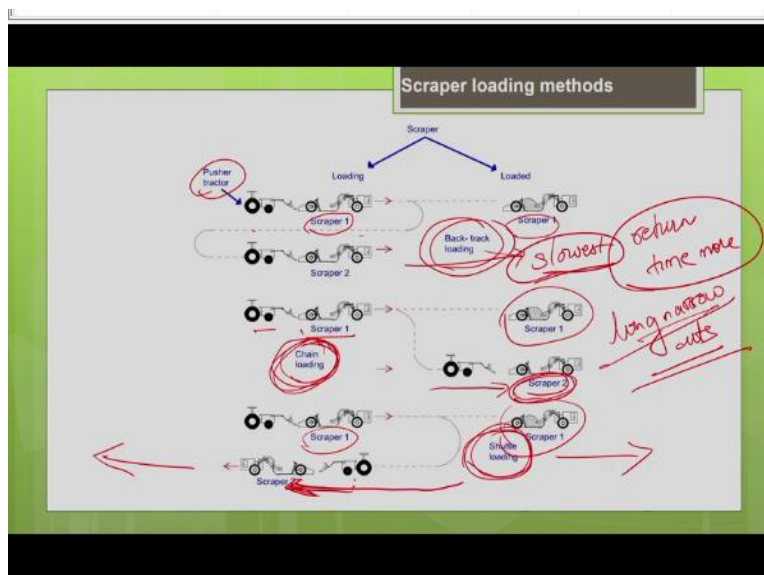 Scraper loading methods
Scraper
Pusher
tractor
Loading
Loaded
Scraper 1
Scraper 1
Back- track
loading
slowest
return
time more
Scraper 2
long narrow
cuts
Scraper 1
Scraper 1
Chain
loading
Scraper 2
Scraper 1
Scraper 1
Shuttle
loading
Scraper 2